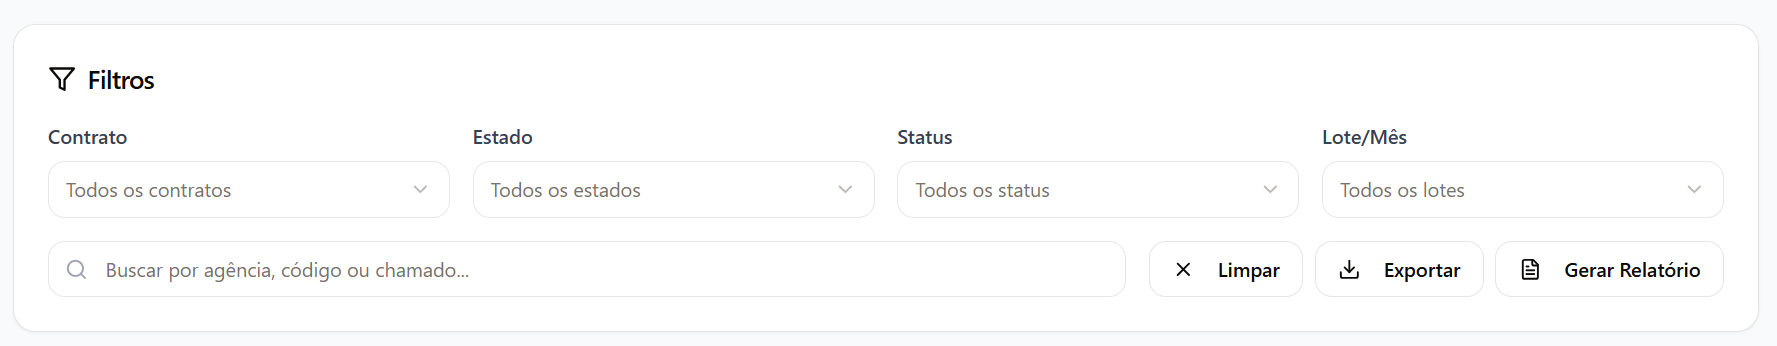 Filtros
Contrato
Estado
Status
Lote/Mês
Todos os contratos
Todos os estados
Todos os status
Todos os lotes
Buscar por agência, código ou chamado...
Limpar
Exportar
Gerar Relatório